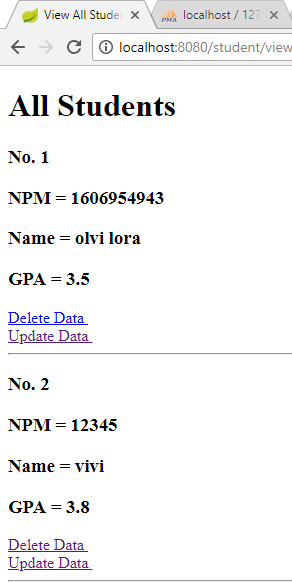 View All Stude
localhost / 127
localhost:8080/student/view
All Students
No. 1
NPM = 1606954943
Name = olvi lora
GPA = 3.5
Delete Data
Update Data
No. 2
NPM = 12345
Name = vivi
GPA = 3.8
Delete Data
Update Data